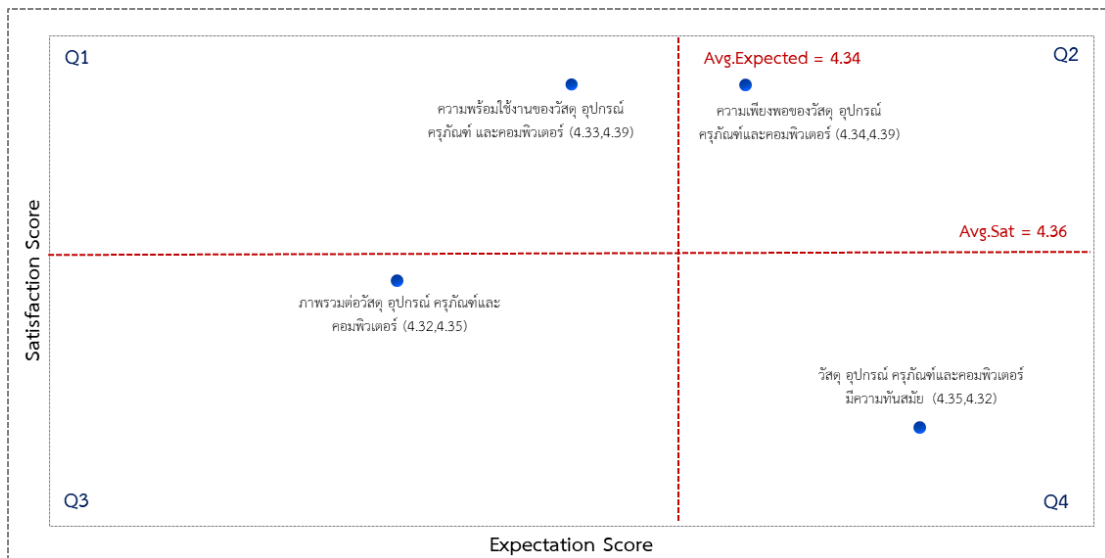 Q1
Avg.Expected = 4.34
Q2
ความพร้อมใช้งานของวัสดุ อุปกรณ์
ครุภัณฑ์ และคอมพิวเตอร์ (4.33,4.39)
ความเพียงพอของวัสดุ อุปกรณ์
ครุภัณฑ์และคอมพิวเตอร์ (4.34,4.39)
Satisfaction Score
Avg.Sat = 4.36
ภาพรวมต่อวัสดุ อุปกรณ์ ครุภัณฑ์และ
คอมพิวเตอร์ (4.32,4.35)
วัสดุ อุปกรณ์ ครุภัณฑ์และคอมพิวเตอร์
มีความทันสมัย (4.35,4.32)
Q3
Q4
Expectation Score